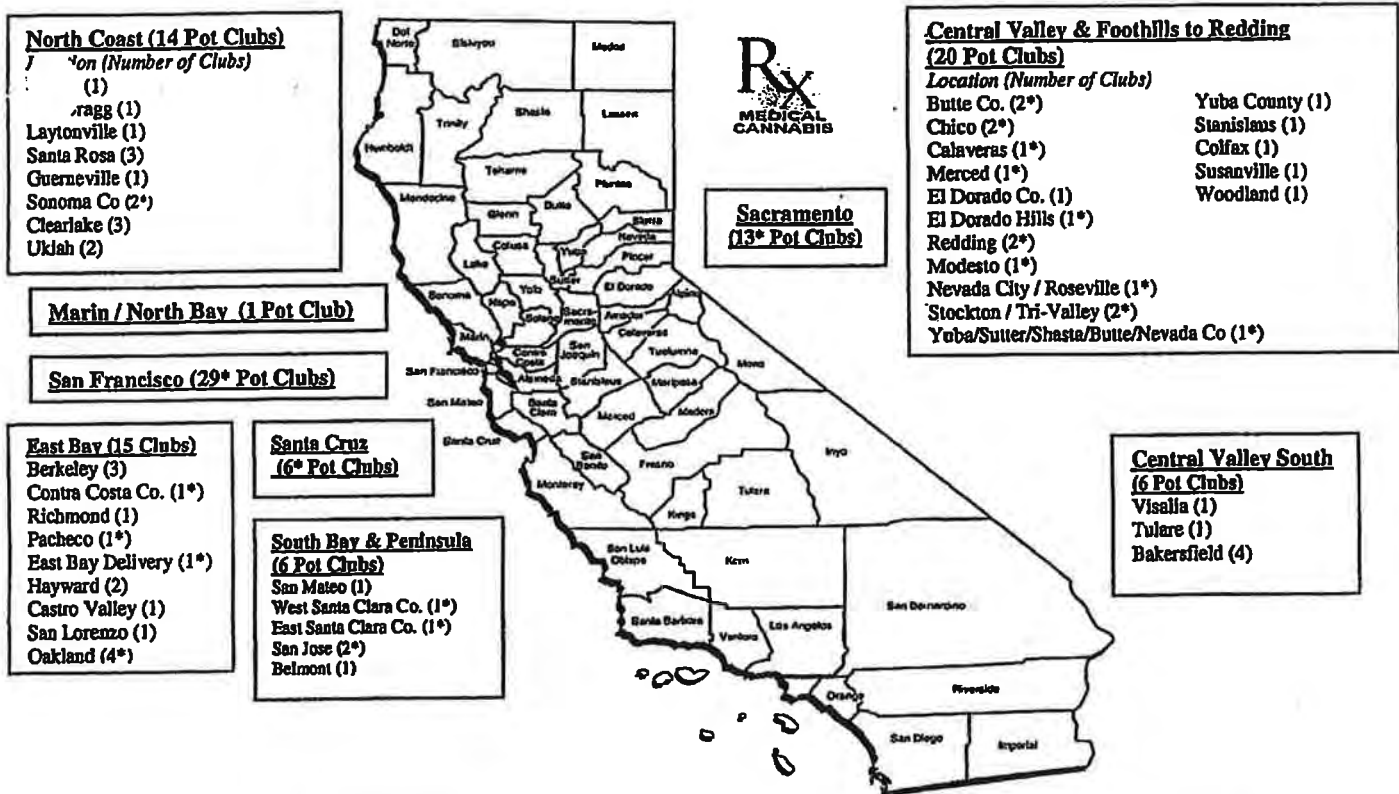 North Coast (14 Pot Clubs)
(Number of Clubs)
(1)
(1)
Laytonville (1)
Santa Rosa (3)
Guerneville (1)
Sonoma Co (2*)
Clearlake (3)
Ukiah (2)
Marin / North Bay (1 Pot Club)
San Francisco (29* Pot Clubs)
East Bay (15 Clubs)
Berkeley (3)
Contra Costa Co. (1*)
Richmond (1)
Pacheco (1*)
East Bay Delivery (1*)
Hayward (2)
Castro Valley (1)
San Lorenzo (1)
Oakland (4*)
Santa Cruz
(6* Pot Clubs)
South Bay & Peninsula
(6 Pot Clubs)
San Mateo (1)
West Santa Clara Co. (1*)
East Santa Clara Co. (1*)
San Jose (2*)
Belmont (1)
Rx
MEDICAL
CANNABIS
Sacramento
(13* Pot Clubs)
Central Valley & Foothills to Redding
(20 Pot Clubs)
Location (Number of Clubs)
Butte Co. (2*)
Chico (2*)
Calaveras (1*)
Merced (1*)
El Dorado Co. (1)
El Dorado Hills (1*)
Redding (2*)
Modesto (1*)
Nevada City / Roseville (1*)
Stockton / Tri-Valley (2*)
Yuba/Sutter/Shasta/Butte/Nevada Co (1*)
Yuba County (1)
Stanislaus (1)
Colfax (1)
Susanville (1)
Woodland (1)
Central Valley South
(6 Pot Clubs)
Visalia (1)
Tulare (1)
Bakersfield (4)
Del
Norte
Siskiyou
Modoc
Humboldt
Trinity
Shasta
Lassen
Tehama
Plumas
Mendocino
Glenn
Butte
Sierra
Nevada
Placer
Lake
Colusa
Yuba
Sutter
El Dorado
Alpine
Sonoma
Napa
Yolo
Solano
Sacra-
mento
Amador
Calaveras
Marin
Contra
Costa
San
Joaquin
Tuolumne
Mono
San Francisco
Alameda
Stanislaus
Mariposa
San Mateo
Santa
Clara
Merced
Madera
Santa Cruz
San
Benito
Fresno
Inyo
Monterey
Kings
Tulare
San Luis
Obispo
Kern
San Bernardino
Santa Barbara
Ventura
Los Angeles
Orange
Riverside
San Diego
Imperial